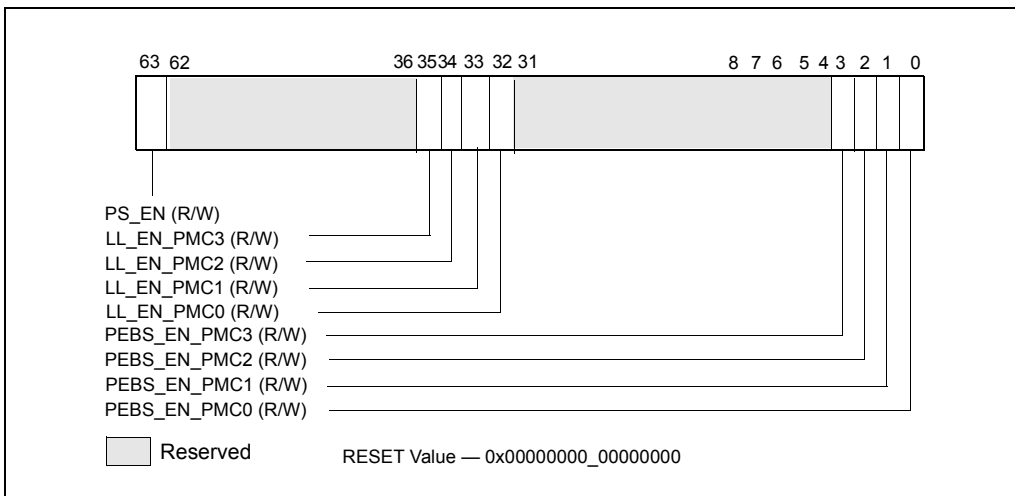 63 62 36 35 34 33 32 31 8 7 6 5 4 3 2 1 0
PS_EN (R/W)
LL_EN_PMC3 (R/W)
LL_EN_PMC2 (R/W)
LL_EN_PMC1 (R/W)
LL_EN_PMC0 (R/W)
PEBS_EN_PMC3 (R/W)
PEBS_EN_PMC2 (R/W)
PEBS_EN_PMC1 (R/W)
PEBS_EN_PMC0 (R/W)
Reserved RESET Value — 0x00000000_00000000